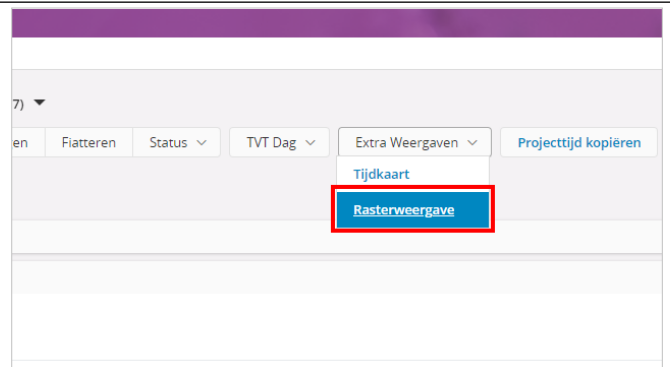 7)
en Fiatteren Status TVT Dag Extra Weergaven Projecttijd kopiëren
Tijdkaart
Rasterweergave